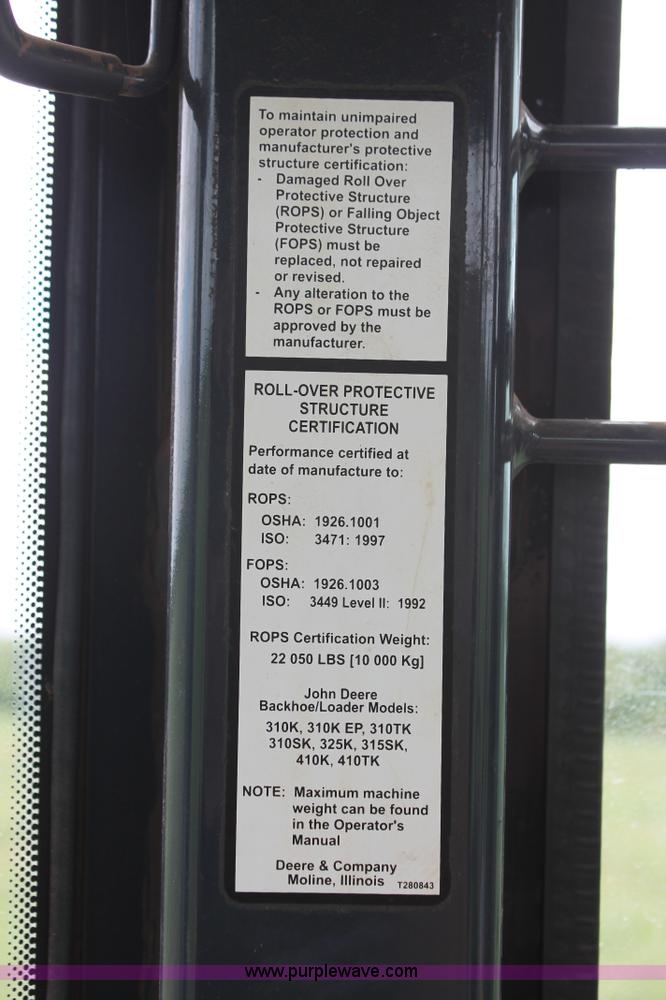 To maintain unimpaired
operator protection and
manufacturer's protective
structure certification:
- Damaged Roll Over
Protective Structure
(ROPS) or Falling Object
Protective Structure
(FOPS) must be
replaced, not repaired
or revised.
- Any alteration to the
ROPS or FOPS must be
approved by the
manufacturer.
ROLL-OVER PROTECTIVE
STRUCTURE
CERTIFICATION
Performance certified at
date of manufacture to:
ROPS:
OSHA: 1926.1001
ISO: 3471: 1997
FOPS:
OSHA: 1926.1003
ISO: 3449 Level II: 1992
ROPS Certification Weight:
22 050 LBS [10 000 Kg]
John Deere
Backhoe/Loader Models:
310K, 310K EP, 310TK
310SK, 325K, 315SK,
410K, 410TK
NOTE: Maximum machine
weight can be found
in the Operator's
Manual
Deere & Company
Moline, Illinois T280843
www.purplewave.com